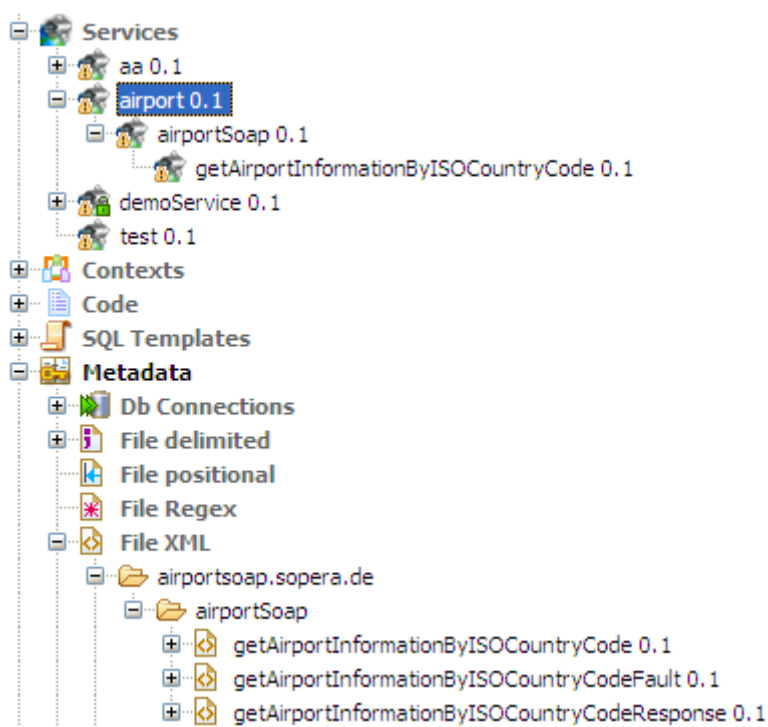 Services
aa 0.1
airport 0.1
airportSoap 0.1
getAirportInformationByISOCountryCode 0.1
demoService 0.1
test 0.1
Contexts
Code
SQL Templates
Metadata
Db Connections
File delimited
File positional
File Regex
File XML
airportsoap.sopera.de
airportSoap
getAirportInformationByISOCountryCode 0.1
getAirportInformationByISOCountryCodeFault 0.1
getAirportInformationByISOCountryCodeResponse 0.1